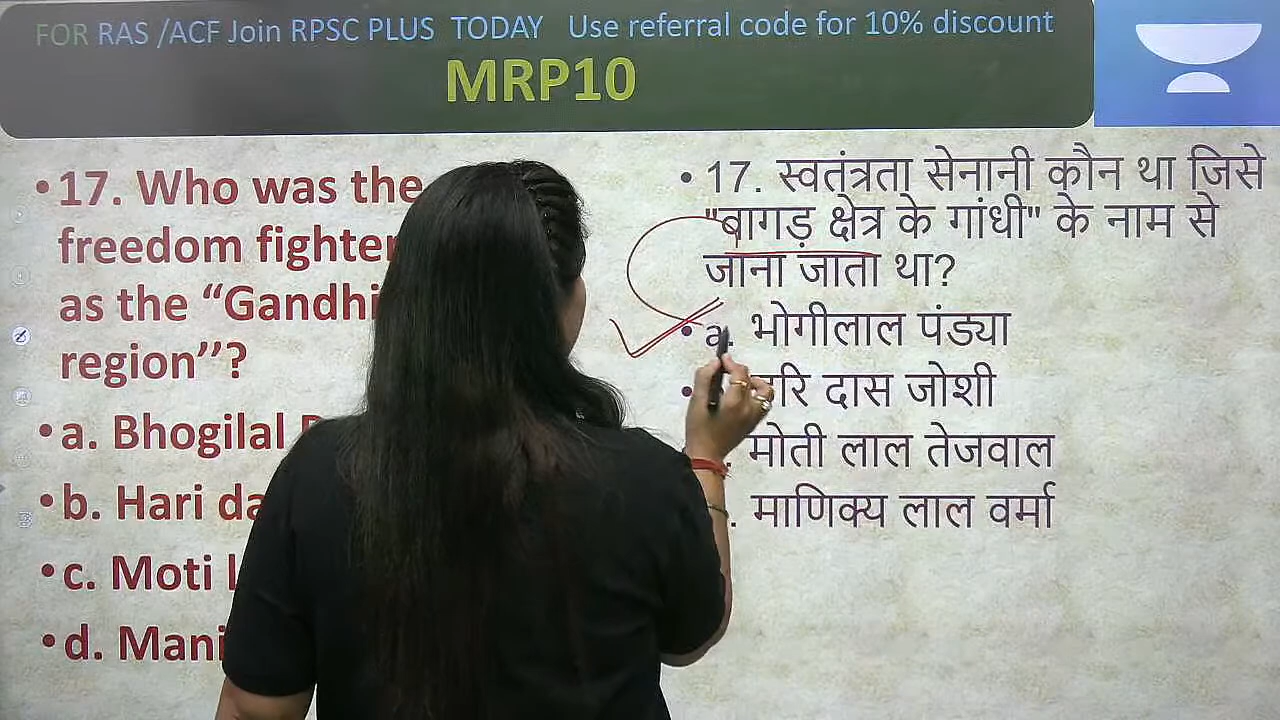 FOR RAS /ACF Join RPSC PLUS TODAY Use referral code for 10% discount
MRP10
•17. Who was the
freedom fighter
as the “Gandhi
region”?
•a. Bhogilal
•b. Hari da
•c. Moti l
•d. Mani
• 17. स्वतंत्रता सेनानी कौन था जिसे
"बागड़ क्षेत्र के गांधी" के नाम से
जाना जाता था?
• a. भोगीलाल पंड्या
• हरि दास जोशी
. मोती लाल तेजवाल
. माणिक्य लाल वर्मा